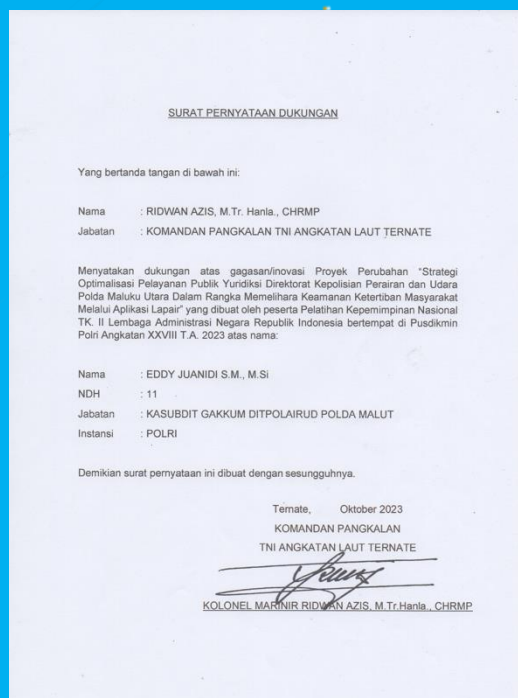 SURAT PERNYATAAN DUKUNGAN
Yang bertanda tangan di bawah ini:
Nama : RIDWAN AZIS, M.Tr. Hanla., CHRMP
Jabatan : KOMANDAN PANGKALAN TNI ANGKATAN LAUT TERNATE
Menyatakan dukungan atas gagasan/inovasi Proyek Perubahan "Strategi
Optimalisasi Pelayanan Publik Yuridiksi Direktorat Kepolisian Perairan dan Udara
Polda Maluku Utara Dalam Rangka Memelihara Keamanan Ketertiban Masyarakat
Melalui Aplikasi Lapair" yang dibuat oleh peserta Pelatihan Kepemimpinan Nasional
TK. II Lembaga Administrasi Negara Republik Indonesia bertempat di Pusdikmin
Polri Angkatan XXVIII T.A. 2023 atas nama:
Nama : EDDY JUANIDI S.M., M.Si
NDH : 11
Jabatan : KASUBDIT GAKKUM DITPOLAIRUD POLDA MALUT
Instansi : POLRI
Demikian surat pernyataan ini dibuat dengan sesungguhnya.
Ternate, Oktober 2023
KOMANDAN PANGKALAN
TNI ANGKATAN LAUT TERNATE
KOLONEL MARINIR RIDWAN AZIS, M.Tr.Hanla., CHRMP